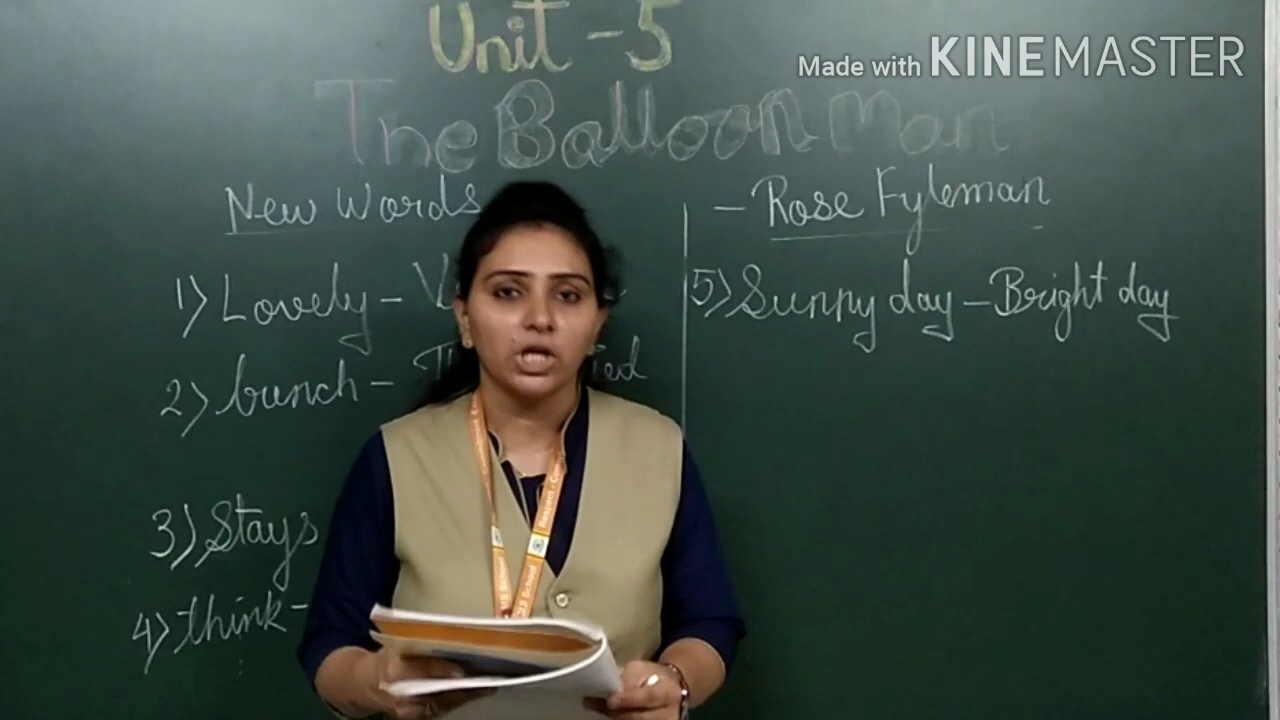 Unit - 5
Made with KINEMASTER
The Balloon Man
New Words
- Rose Fyleman
1) Lovely -
5) Sunny day - Bright day
2) bunch -
3) Stays
4) think -